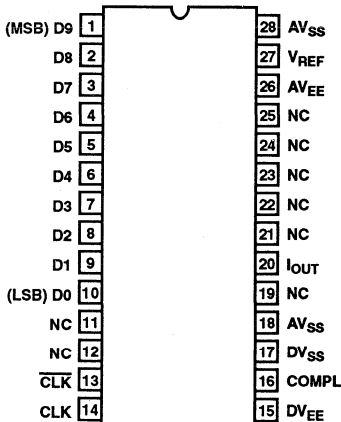 (MSB) D9 1 28 AVSS
D8 2 27 VREF
D7 3 26 AVEE
D6 4 25 NC
D5 5 24 NC
D4 6 23 NC
D3 7 22 NC
D2 8 21 NC
D1 9 20 IOUT
(LSB) D0 10 19 NC
NC 11 18 AVSS
NC 12 17 DVSS
C̅L̅K̅ 13 16 COMPL
CLK 14 15 DVEE